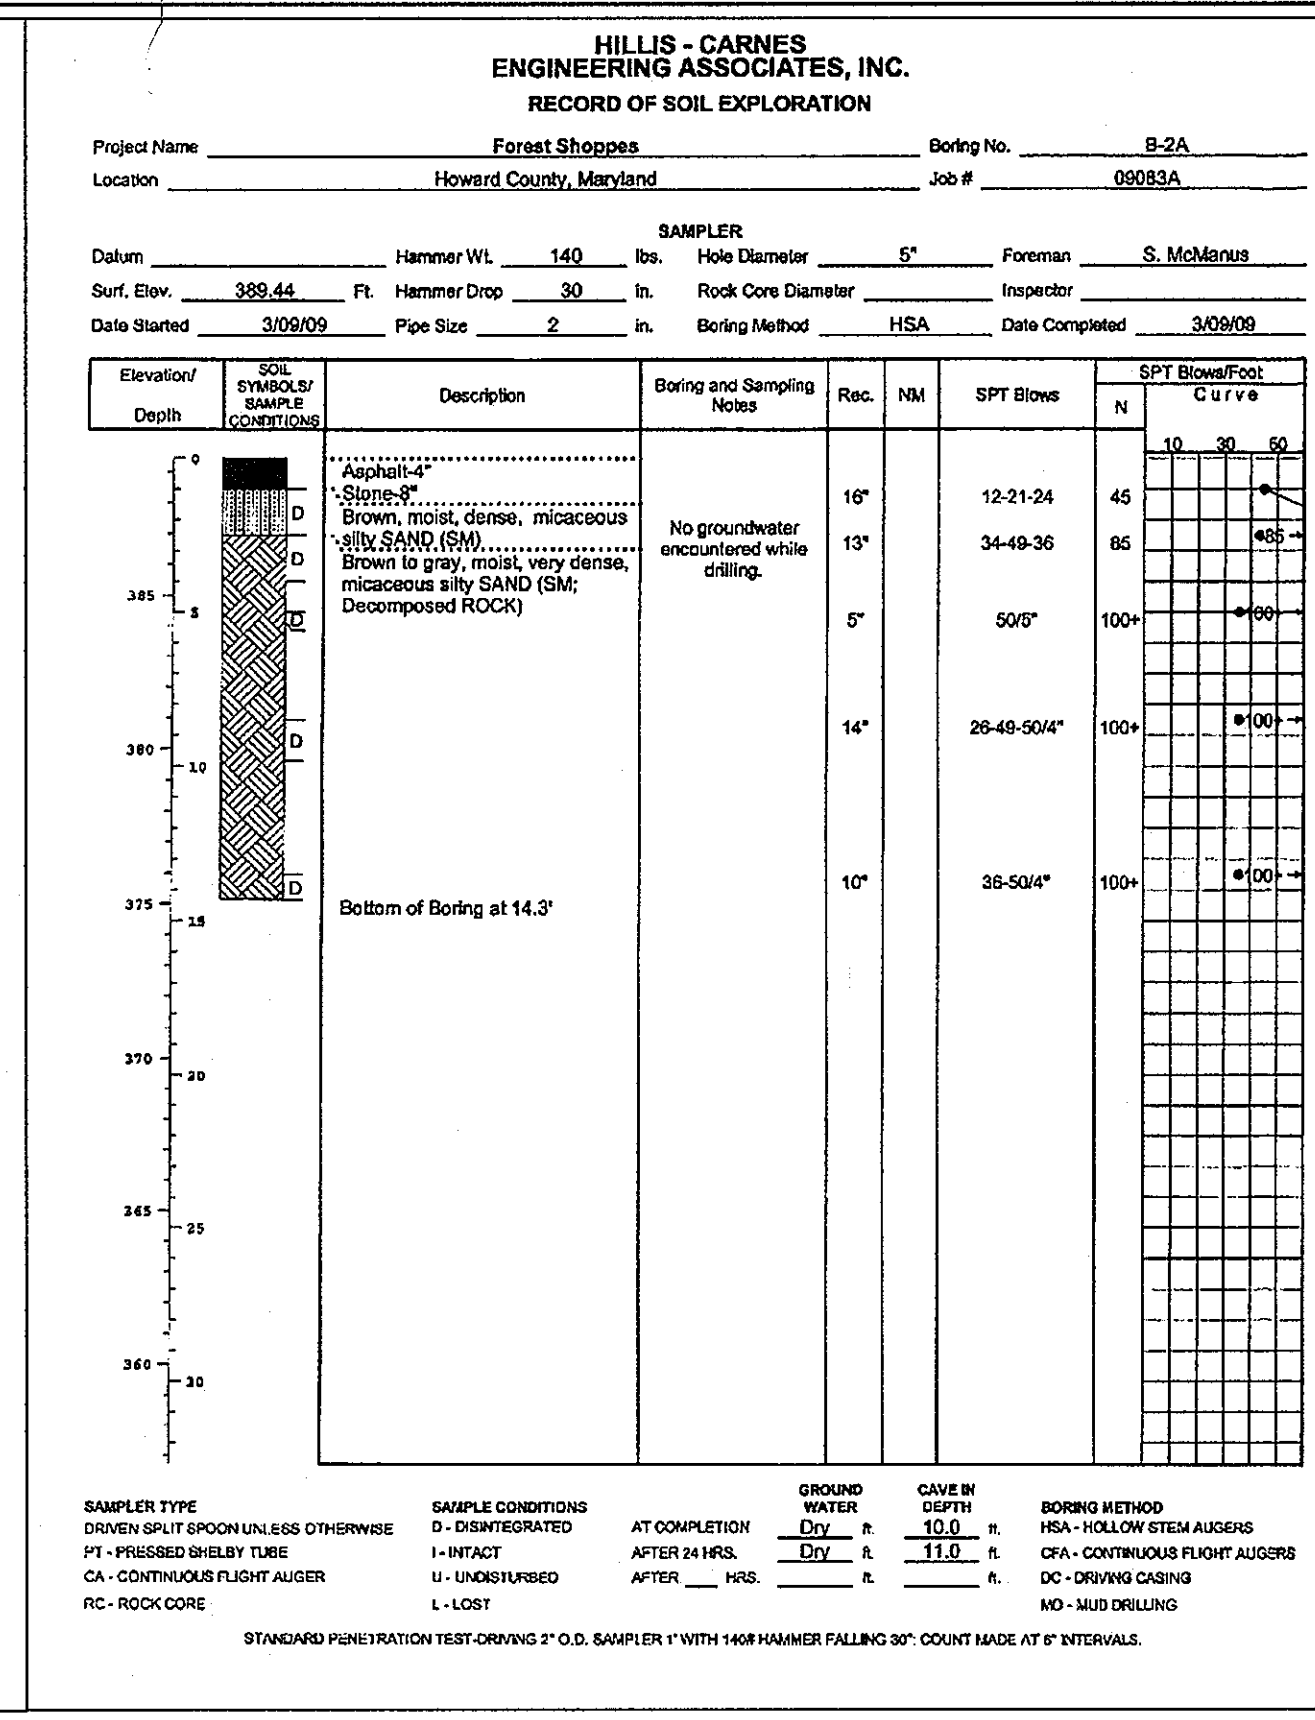 HILLIS - CARNES
ENGINEERING ASSOCIATES, INC.
RECORD OF SOIL EXPLORATION
Project Name Forest Shoppes Boring No. B-2A
Location Howard County, Maryland Job # 09083A
SAMPLER
Datum Hammer Wt. 140 lbs. Hole Diameter 5" Foreman S. McManus
Surf. Elev. 389.44 Ft. Hammer Drop 30 in. Rock Core Diameter Inspector
Date Started 3/09/09 Pipe Size 2 in. Boring Method HSA Date Completed 3/09/09
Elevation/
Depth
SOIL
SYMBOLS/
SAMPLE
CONDITIONS
Description
Boring and Sampling
Notes
Rec.
NM
SPT Blows
SPT Blows/Foot
N
Curve
10 30 50
0
Asphalt-4"
Stone-8"
D
Brown, moist, dense, micaceous
silty SAND (SM)
16" 12-21-24 45
No groundwater
encountered while
drilling.
D
Brown to gray, moist, very dense,
micaceous silty SAND (SM;
Decomposed ROCK)
13" 34-49-36 85 85
385
5
D
5" 50/5" 100+ 100+
D
14" 26-49-50/4" 100+ 100+
380
10
D
10" 36-50/4" 100+ 100+
375
Bottom of Boring at 14.3'
15
370
20
365
25
360
30
SAMPLER TYPE
DRIVEN SPLIT SPOON UNLESS OTHERWISE
PT - PRESSED SHELBY TUBE
CA - CONTINUOUS FLIGHT AUGER
RC - ROCK CORE
SAMPLE CONDITIONS
D - DISINTEGRATED
I - INTACT
U - UNDISTURBED
L - LOST
GROUND
WATER
CAVE IN
DEPTH
AT COMPLETION Dry ft. 10.0 ft.
AFTER 24 HRS. Dry ft. 11.0 ft.
AFTER HRS. ft. ft.
BORING METHOD
HSA - HOLLOW STEM AUGERS
CFA - CONTINUOUS FLIGHT AUGERS
DC - DRIVING CASING
MD - MUD DRILLING
STANDARD PENETRATION TEST-DRIVING 2" O.D. SAMPLER 1' WITH 140# HAMMER FALLING 30": COUNT MADE AT 6" INTERVALS.